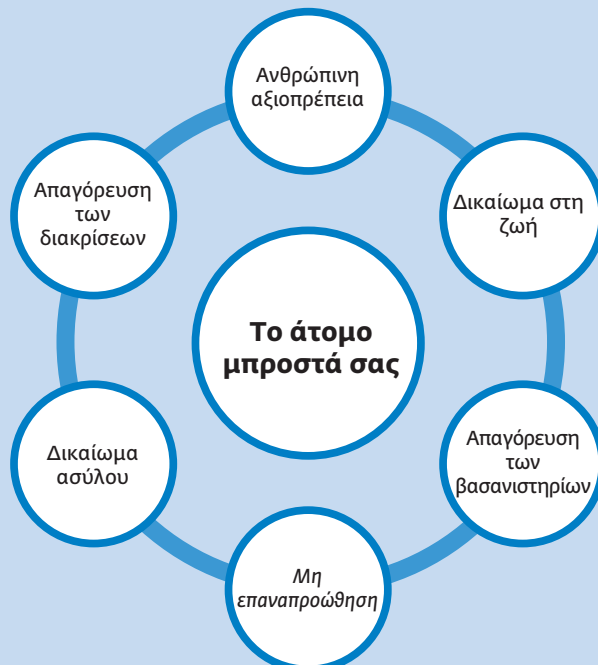 Ανθρώπινη
αξιοπρέπεια
Απαγόρευση
των
διακρίσεων
Δικαίωμα στη
ζωή
Το άτομο
μπροστά σας
Δικαίωμα
ασύλου
Απαγόρευση
των
βασανιστηρίων
Μη
επαναπροώθηση